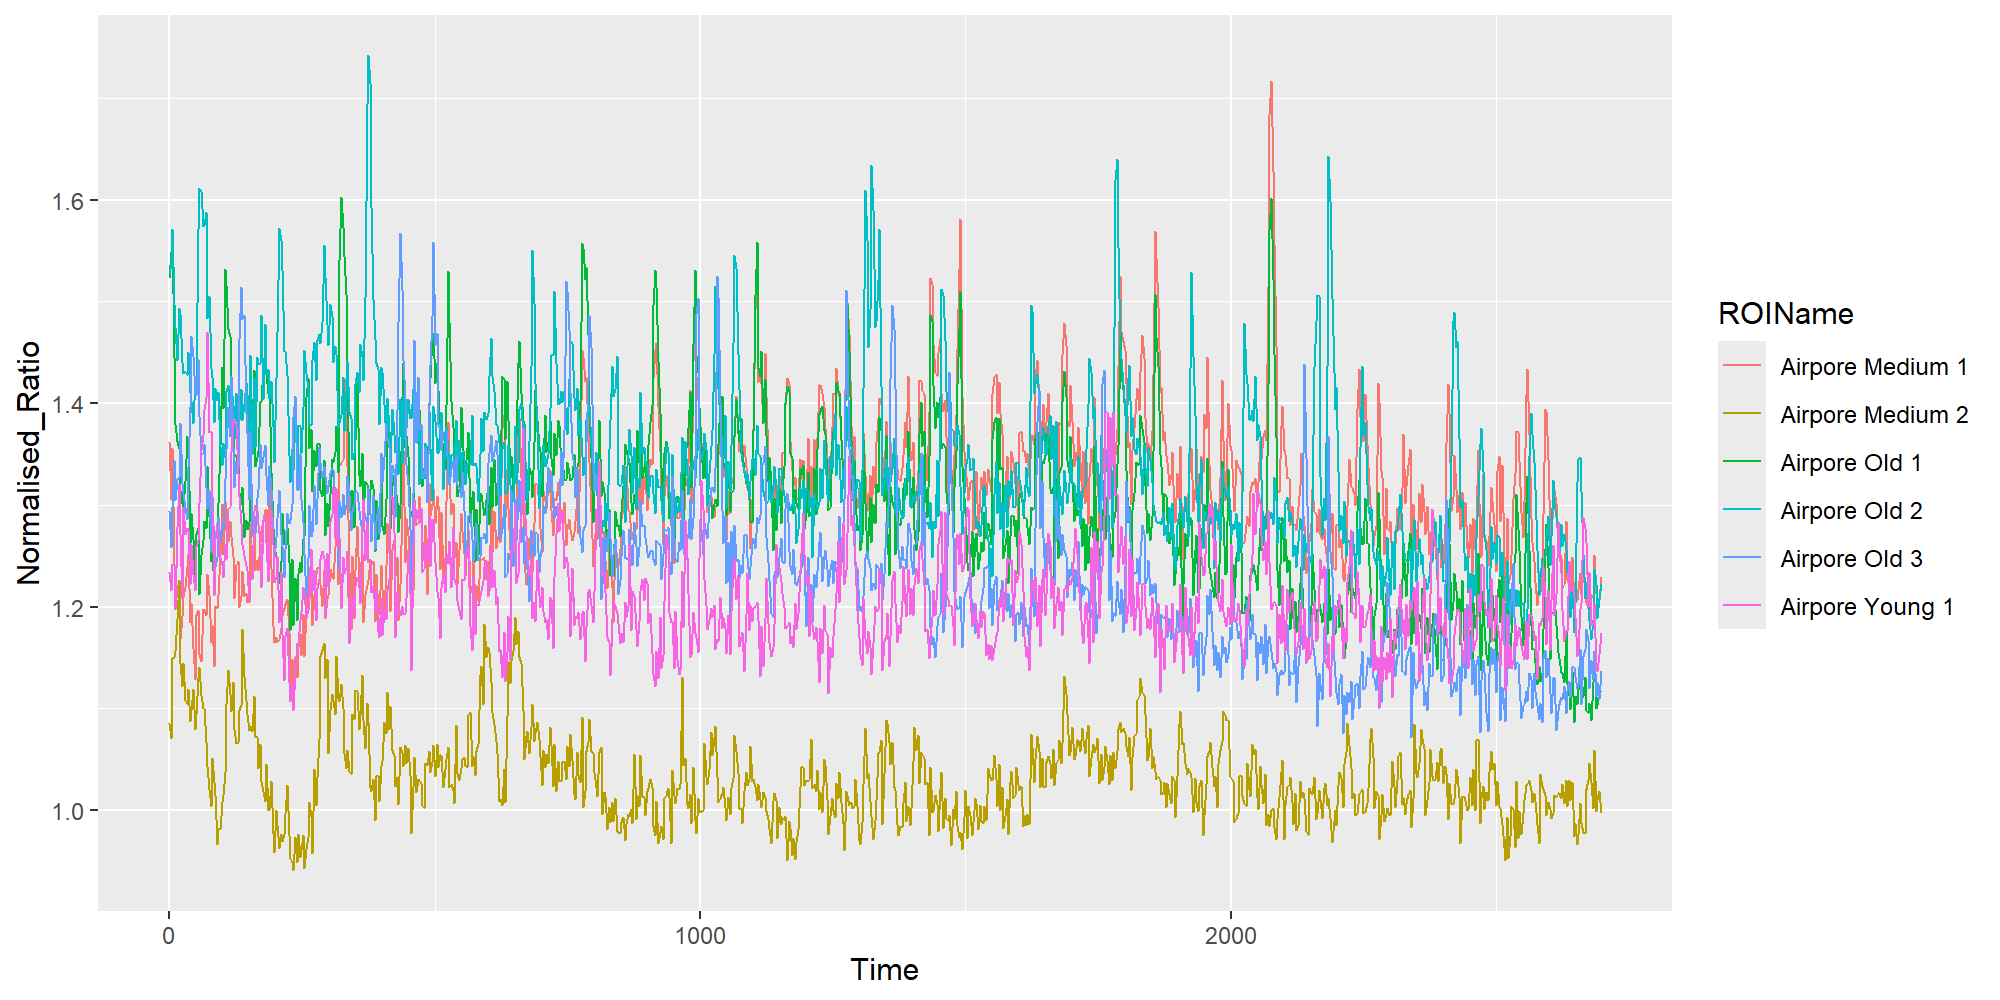 Normalised_Ratio
1.6
1.4
1.2
1.0
0
1000
2000
Time
ROIName
Airpore Medium 1
Airpore Medium 2
Airpore Old 1
Airpore Old 2
Airpore Old 3
Airpore Young 1